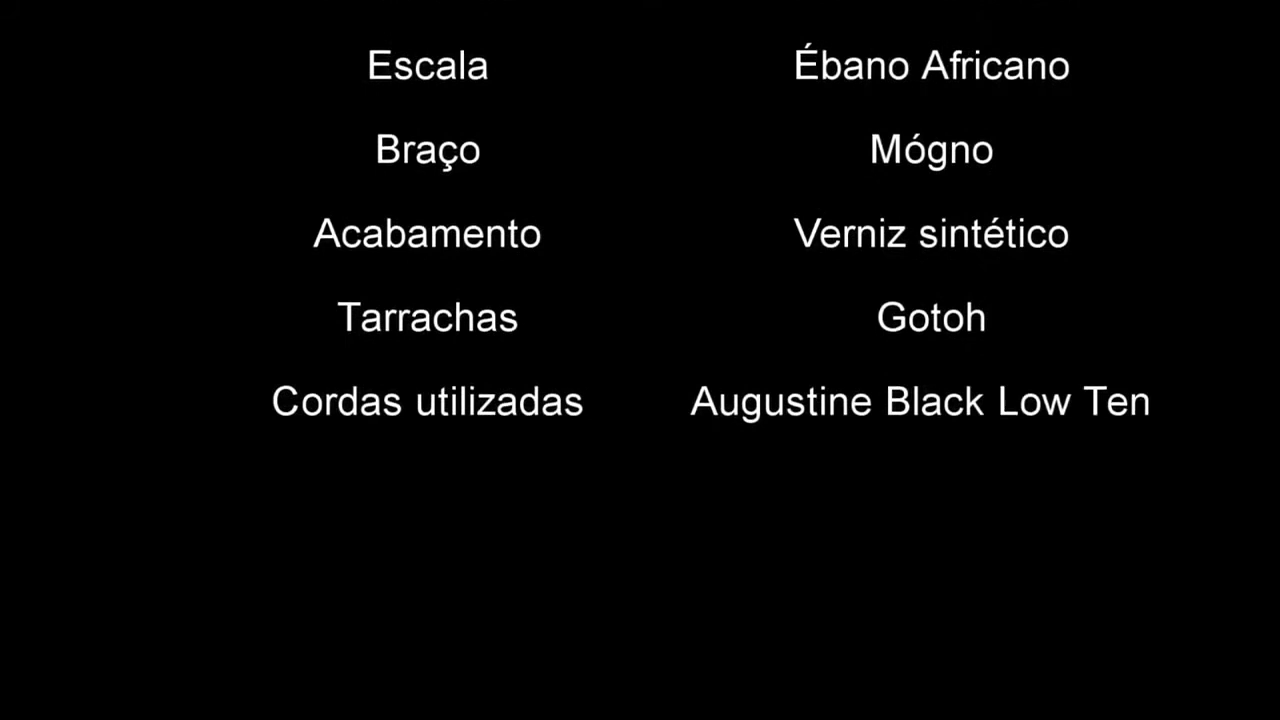 Escala Ébano Africano
Braço Mógno
Acabamento Verniz sintético
Tarrachas Gotoh
Cordas utilizadas Augustine Black Low Ten